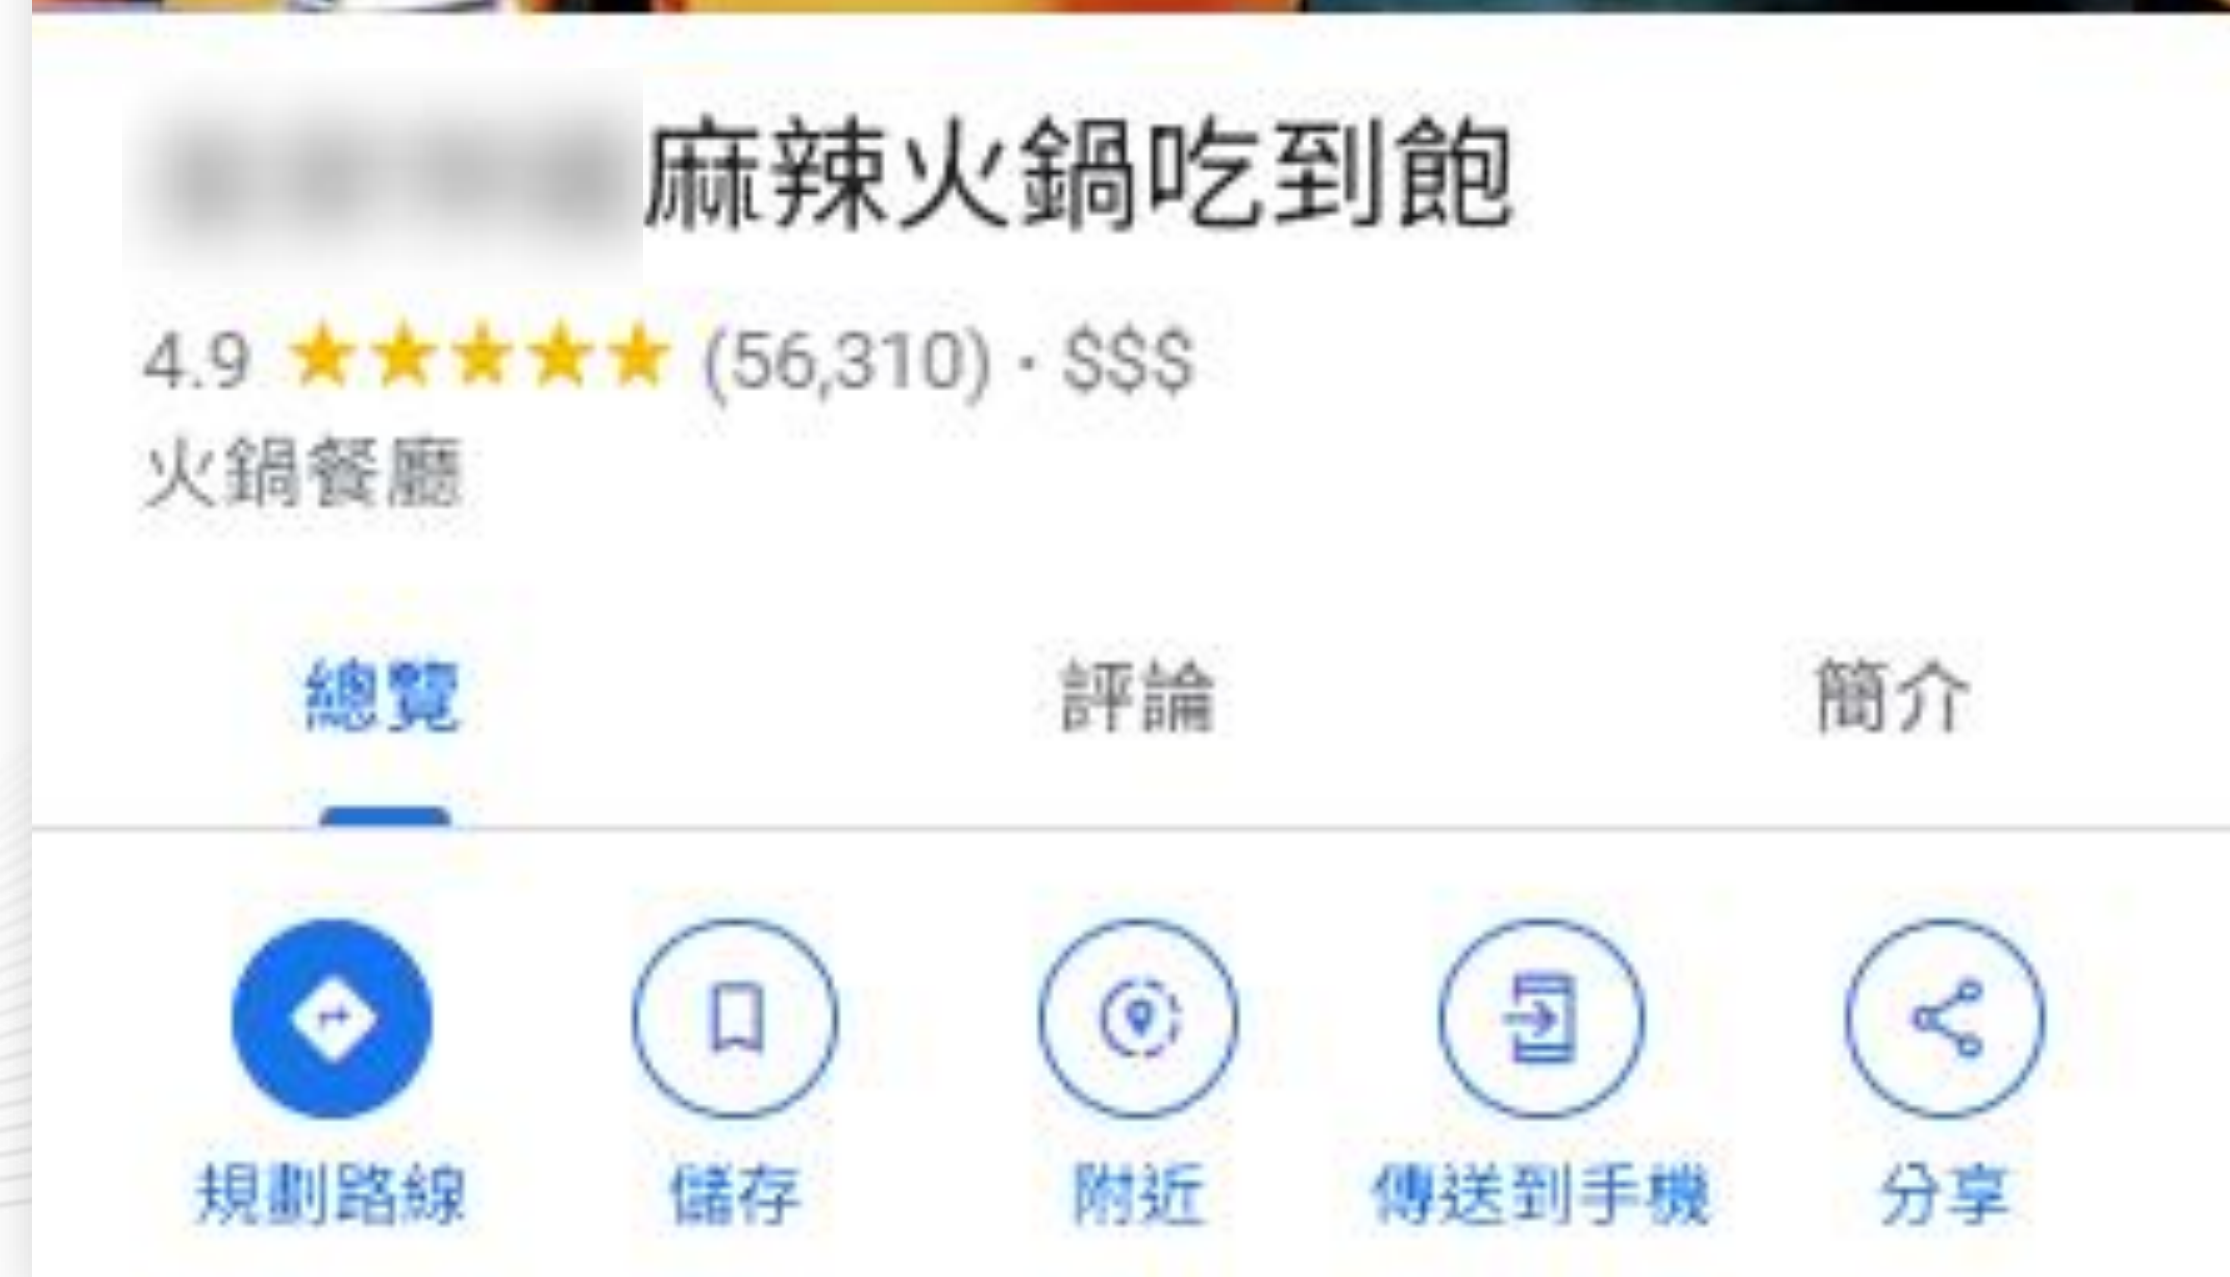 麻辣火鍋吃到飽
4.9 ★★★★★ (56,310) · $$$
火鍋餐廳
總覽 評論 簡介
規劃路線 儲存 附近 傳送到手機 分享